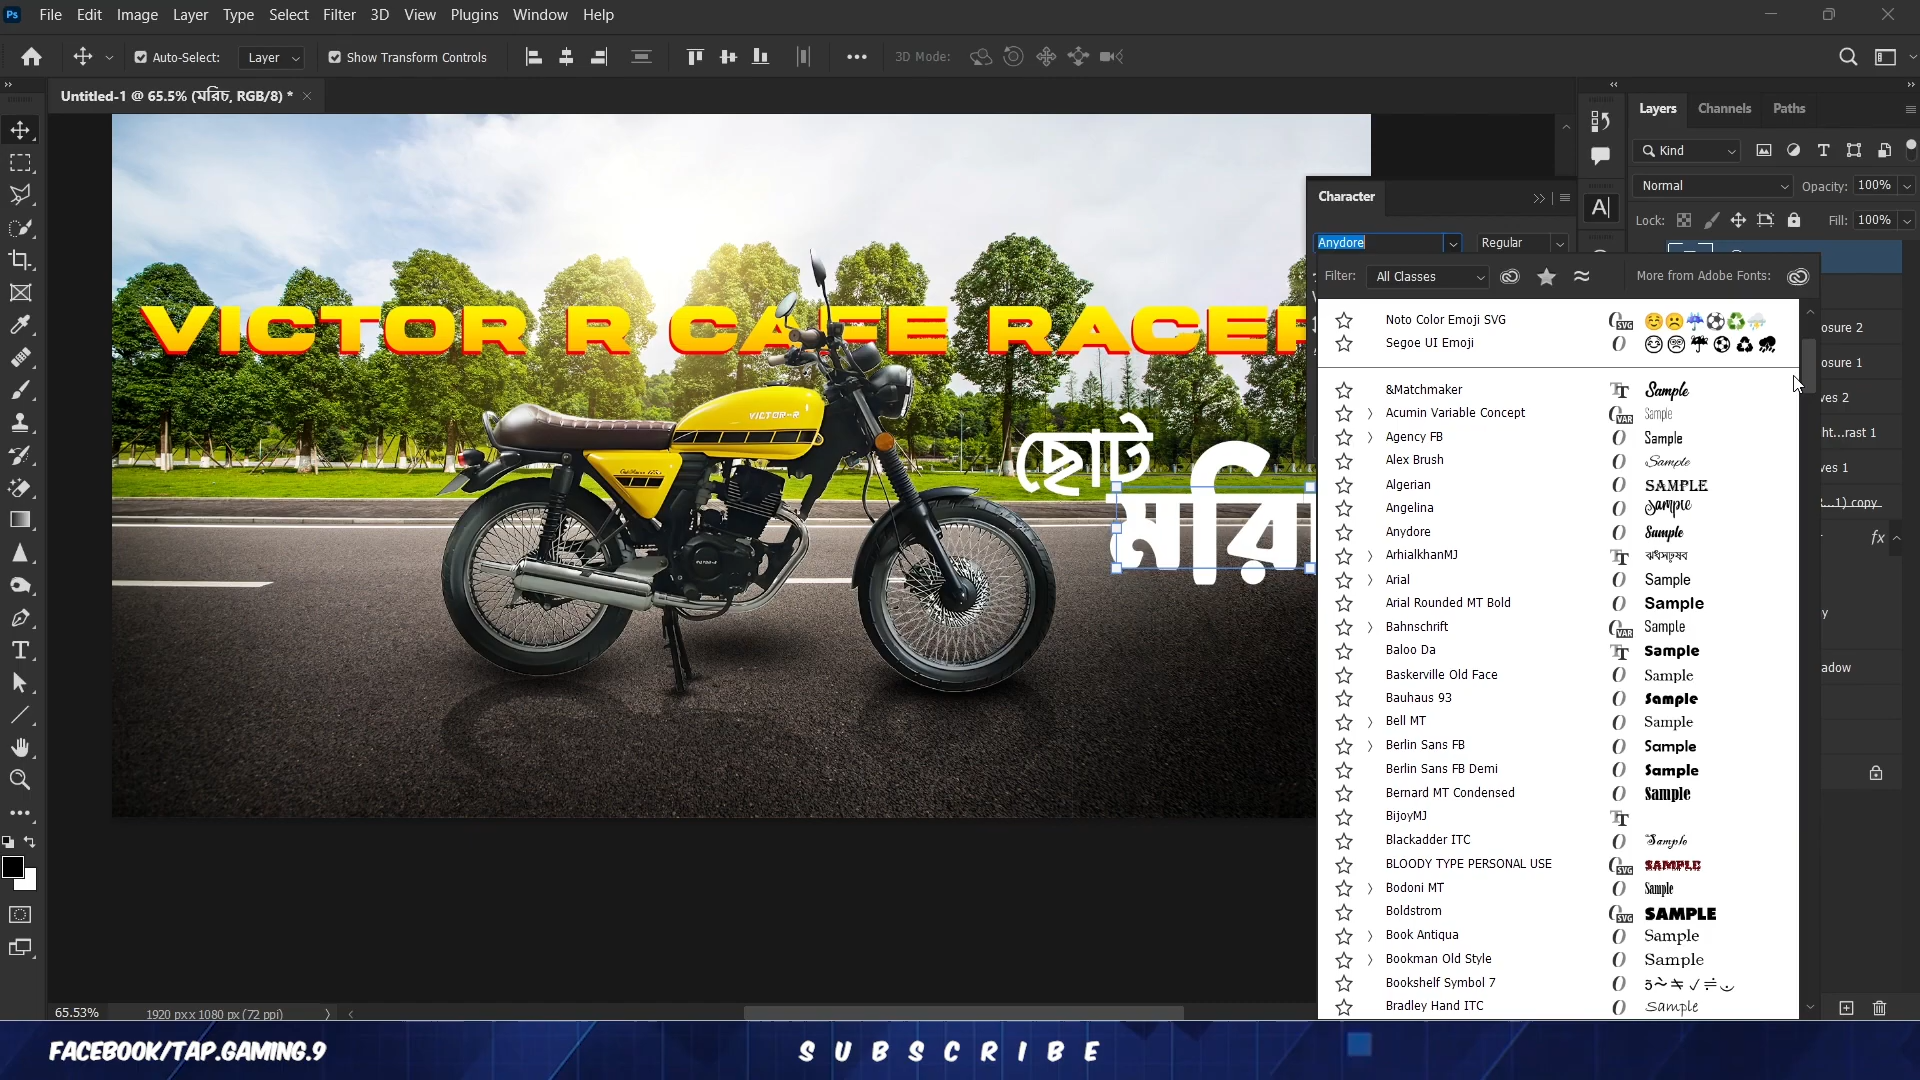 Ps File Edit Image Layer Type Select Filter 3D View Plugins Window Help
Auto-Select: Layer Show Transform Controls 3D Mode:
Untitled-1 @ 65.5% (মরিচ, RGB/8) *
VICTOR R CAFE RACER
VICTOR-R
ছোট
মরি
Character
Anydore Regular
Filter: All Classes More from Adobe Fonts:
Noto Color Emoji SVG
Segoe UI Emoji
&Matchmaker Sample
Acumin Variable Concept Sample
Agency FB Sample
Alex Brush Sample
Algerian SAMPLE
Angelina Sample
Anydore Sample
ArhialkhanMJ
Arial Sample
Arial Rounded MT Bold Sample
Bahnschrift Sample
Baloo Da Sample
Baskerville Old Face Sample
Bauhaus 93 Sample
Bell MT Sample
Berlin Sans FB Sample
Berlin Sans FB Demi Sample
Bernard MT Condensed Sample
BijoyMJ
Blackadder ITC Sample
BLOODY TYPE PERSONAL USE SAMPLE
Bodoni MT Sample
Boldstrom SAMPLE
Book Antiqua Sample
Bookman Old Style Sample
Bookshelf Symbol 7
Bradley Hand ITC Sample
Layers Channels Paths
Kind
Normal Opacity: 100%
Lock: Fill: 100%
osure 2
osure 1
ves 2
ht...rast 1
ves 1
...1) copy
fx
adow
65.53% 1920 px x 1080 px (72 ppi)
FACEBOOK/TAP.GAMING.9 SUBSCRIBE